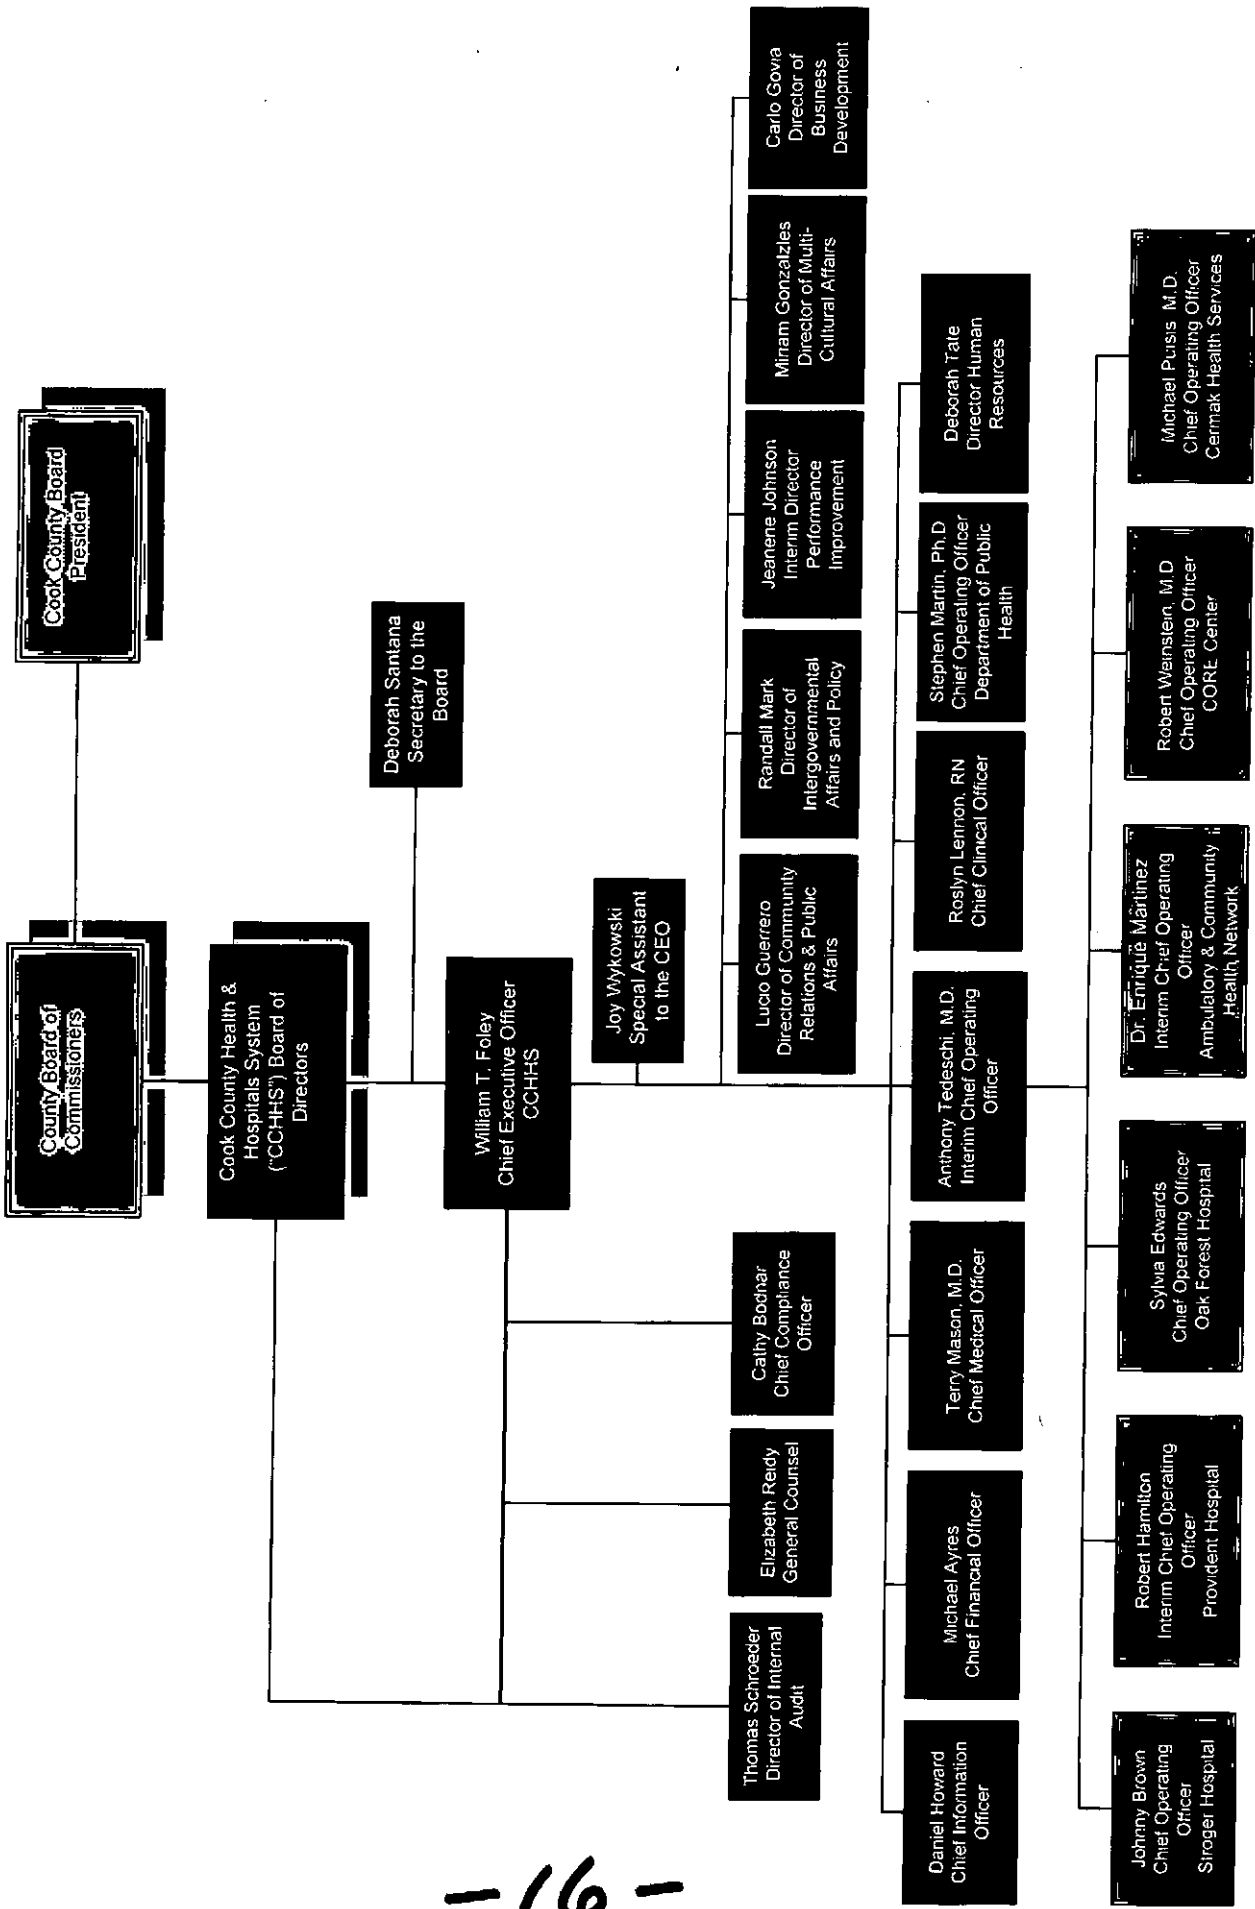 County Board of
Commissioners
Cook County Board
President
Cook County Health &
Hospitals System
("CCHHS") Board of
Directors
Deborah Santana
Secretary to the
Board
William T. Foley
Chief Executive Officer
CCHHS
Joy Wykowski
Special Assistant
to the CEO
Thomas Schroeder
Director of Internal
Audit
Elizabeth Reidy
General Counsel
Cathy Bodnar
Chief Compliance
Officer
Lucio Guerrero
Director of Community
Relations & Public
Affairs
Randall Mark
Director of
Intergovernmental
Affairs and Policy
Jeanene Johnson
Interim Director
Performance
Improvement
Miriam Gonzalzles
Director of Multi-
Cultural Affairs
Carlo Govia
Director of
Business
Development
Daniel Howard
Chief Information
Officer
Michael Ayres
Chief Financial Officer
Terry Mason, M.D.
Chief Medical Officer
Anthony Tedeschi, M.D.
Interim Chief Operating
Officer
Roslyn Lennon, RN
Chief Clinical Officer
Stephen Martin, Ph.D
Chief Operating Officer
Department of Public
Health
Deborah Tate
Director Human
Resources
Johnny Brown
Chief Operating
Officer
Stroger Hospital
Robert Hamilton
Interim Chief Operating
Officer
Provident Hospital
Sylvia Edwards
Chief Operating Officer
Oak Forest Hospital
Dr. Enrique Martinez
Interim Chief Operating
Officer
Ambulatory & Community
Health Network
Robert Weinstein, M.D
Chief Operating Officer
CORE Center
Michael Puisis M.D.
Chief Operating Officer
Cermak Health Services
-16-